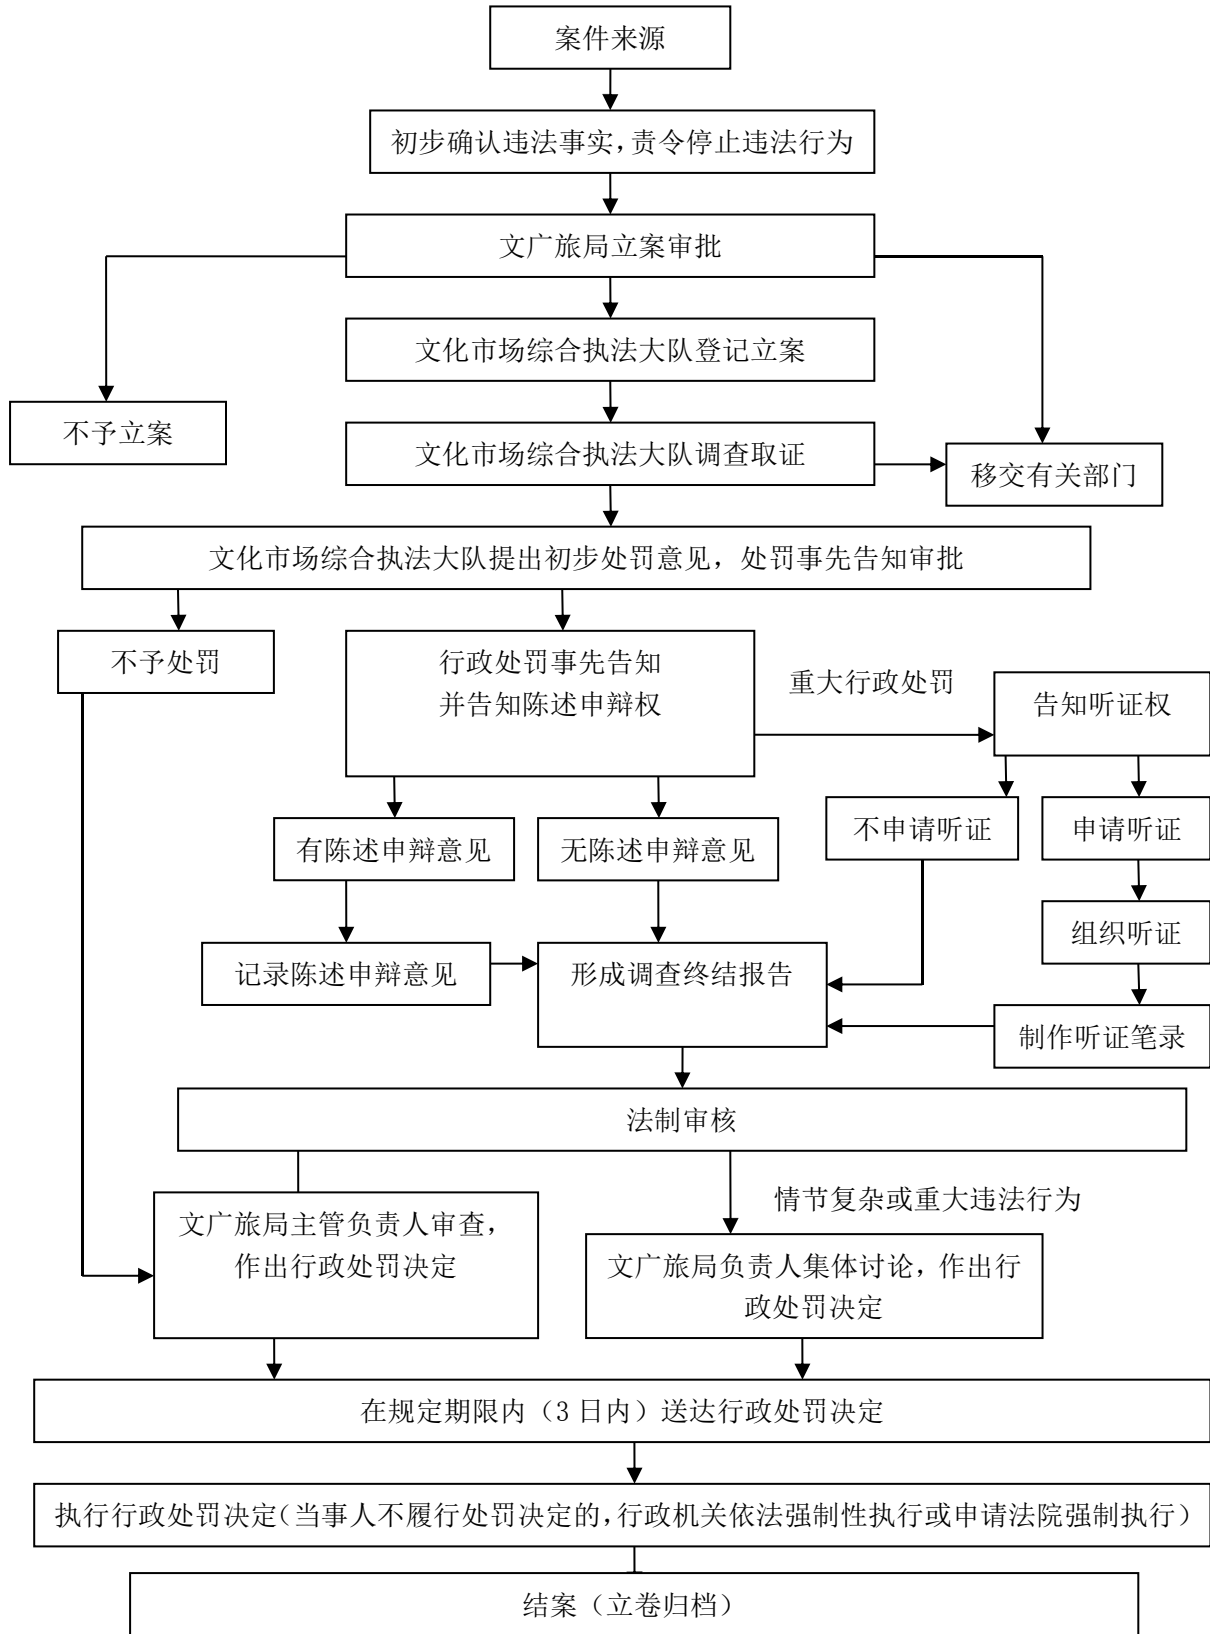 案件来源
初步确认违法事实，责令停止违法行为
文广旅局立案审批
文化市场综合执法大队登记立案
不予立案
文化市场综合执法大队调查取证
移交有关部门
文化市场综合执法大队提出初步处罚意见，处罚事先告知审批
不予处罚
行政处罚事先告知
并告知陈述申辩权
重大行政处罚
告知听证权
有陈述申辩意见
无陈述申辩意见
不申请听证
申请听证
组织听证
记录陈述申辩意见
形成调查终结报告
制作听证笔录
法制审核
情节复杂或重大违法行为
文广旅局主管负责人审查，
作出行政处罚决定
文广旅局负责人集体讨论，作出行
政处罚决定
在规定期限内（3日内）送达行政处罚决定
执行行政处罚决定（当事人不履行处罚决定的，行政机关依法强制性执行或申请法院强制执行）
结案（立卷归档）